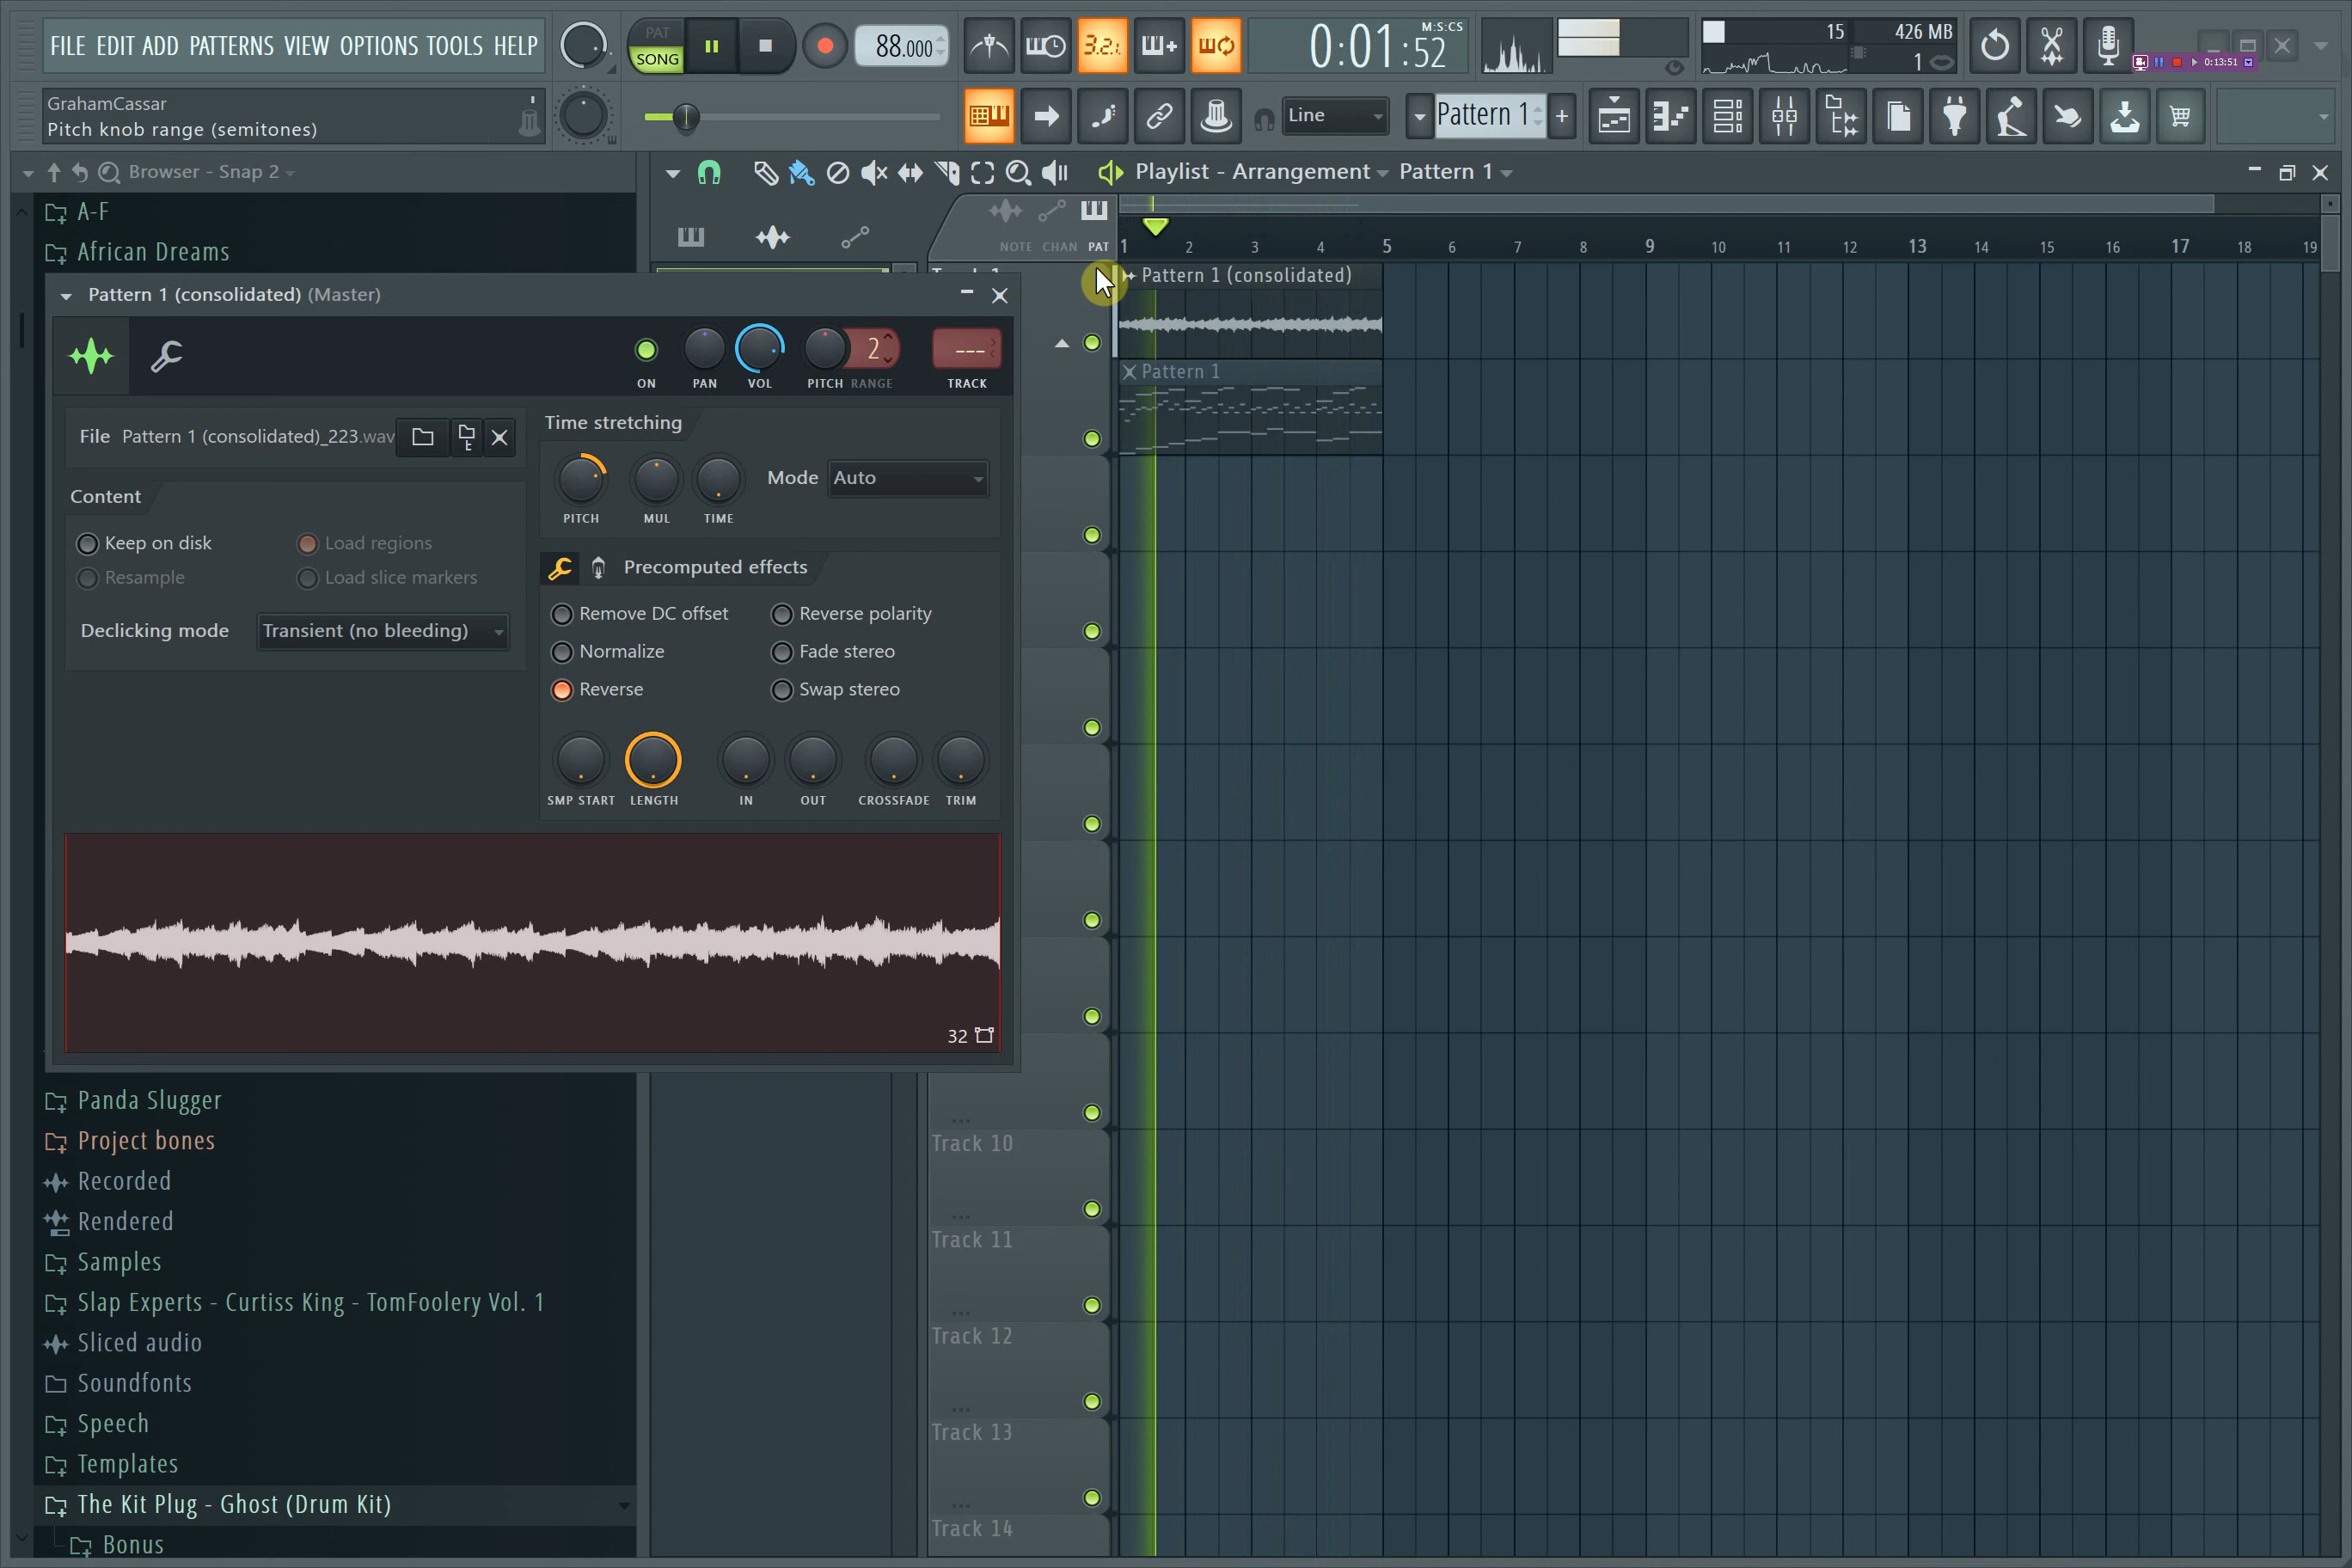 FILE EDIT ADD PATTERNS VIEW OPTIONS TOOLS HELP
PAT
SONG
88.000
3.2.1
M:S:CS
0:01:52
15
426 MB
1
0:13:51
GrahamCassar
Pitch knob range (semitones)
Line
Pattern 1
+
Browser - Snap 2
Playlist - Arrangement
Pattern 1
A-F
African Dreams
NOTE CHAN PAT
1 2 3 4 5 6 7 8 9 10 11 12 13 14 15 16 17 18 19
Pattern 1 (consolidated)
Pattern 1
Pattern 1 (consolidated) (Master)
2
---
ON
PAN
VOL
PITCH
RANGE
TRACK
File
Pattern 1 (consolidated)_223.wav
Content
Keep on disk
Load regions
Resample
Load slice markers
Declicking mode
Transient (no bleeding)
Time stretching
PITCH
MUL
TIME
Mode
Auto
Precomputed effects
Remove DC offset
Reverse polarity
Normalize
Fade stereo
Reverse
Swap stereo
SMP START
LENGTH
IN
OUT
CROSSFADE
TRIM
32
Panda Slugger
Project bones
Recorded
Rendered
Samples
Slap Experts - Curtiss King - TomFoolery Vol. 1
Sliced audio
Soundfonts
Speech
Templates
The Kit Plug - Ghost (Drum Kit)
Bonus
Track 10
Track 11
Track 12
Track 13
Track 14